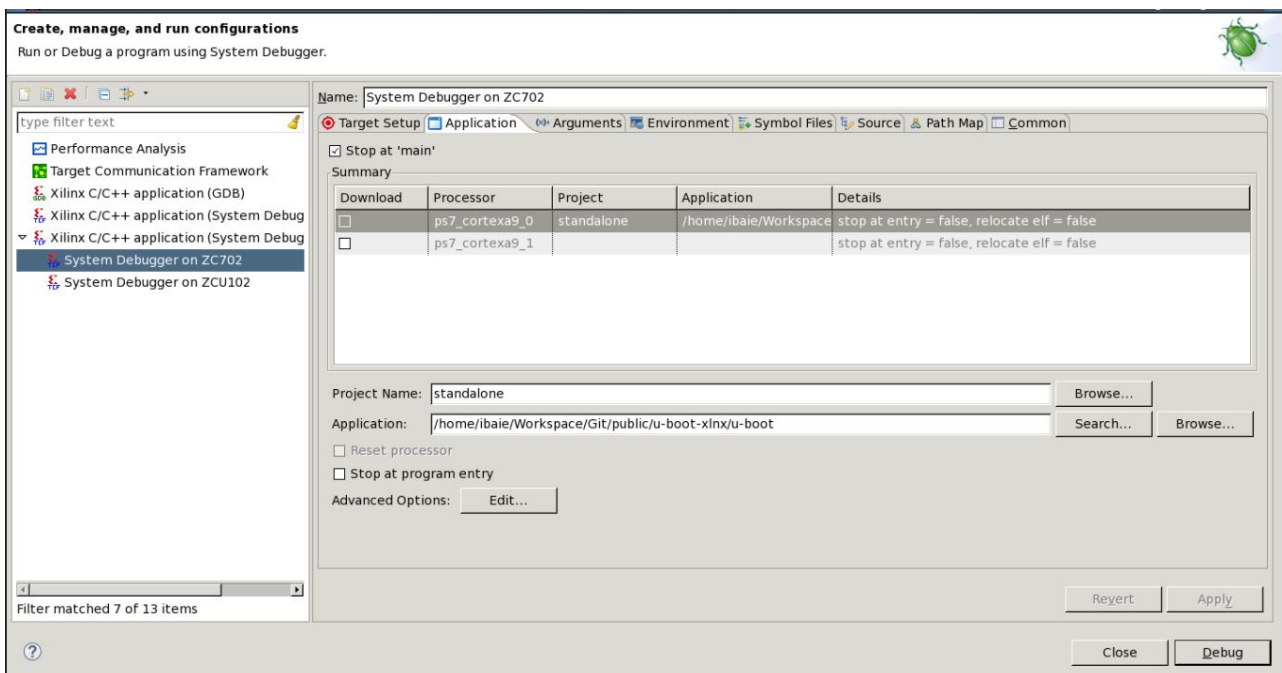 Create, manage, and run configurations
Run or Debug a program using System Debugger.
Name: System Debugger on ZC702
type filter text
Target Setup Application Arguments Environment Symbol Files Source Path Map Common
Performance Analysis
Target Communication Framework
Xilinx C/C++ application (GDB)
Xilinx C/C++ application (System Debug
Xilinx C/C++ application (System Debug
System Debugger on ZC702
System Debugger on ZCU102
Filter matched 7 of 13 items
Stop at 'main'
Summary
Download Processor Project Application Details
ps7_cortexa9_0 standalone /home/ibaie/Workspace stop at entry = false, relocate elf = false
ps7_cortexa9_1 stop at entry = false, relocate elf = false
Project Name: standalone Browse...
Application: /home/ibaie/Workspace/Git/public/u-boot-xlnx/u-boot Search... Browse...
Reset processor
Stop at program entry
Advanced Options: Edit...
Revert Apply
? Close Debug